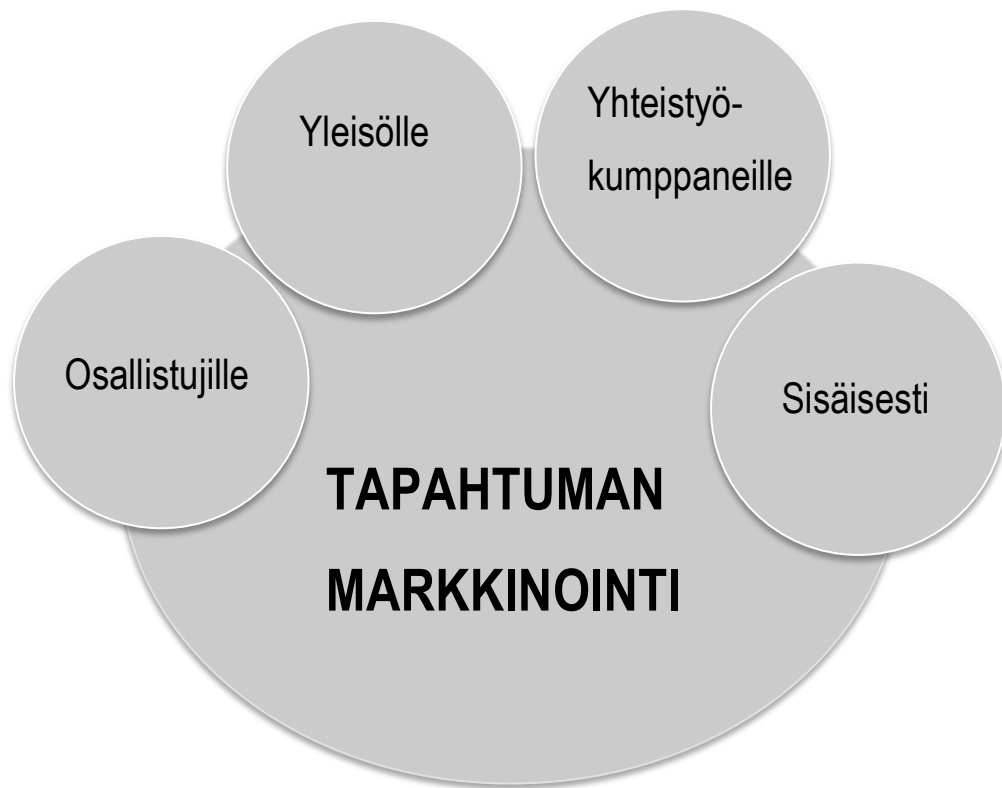 Yleisölle
Yhteistyö-
kumppaneille
Osallistujille
Sisäisesti
TAPAHTUMAN
MARKKINOINTI